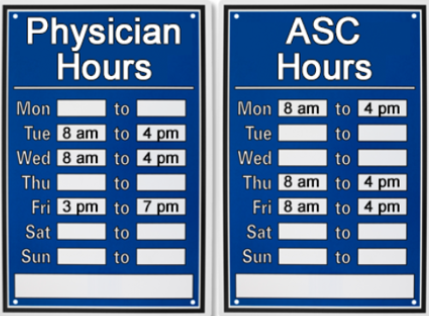 Physician
Hours
Mon to
Tue 8 am to 4 pm
Wed 8 am to 4 pm
Thu to
Fri 3 pm to 7 pm
Sat to
Sun to
ASC
Hours
Mon 8 am to 4 pm
Tue to
Wed to
Thu 8 am to 4 pm
Fri 8 am to 4 pm
Sat to
Sun to